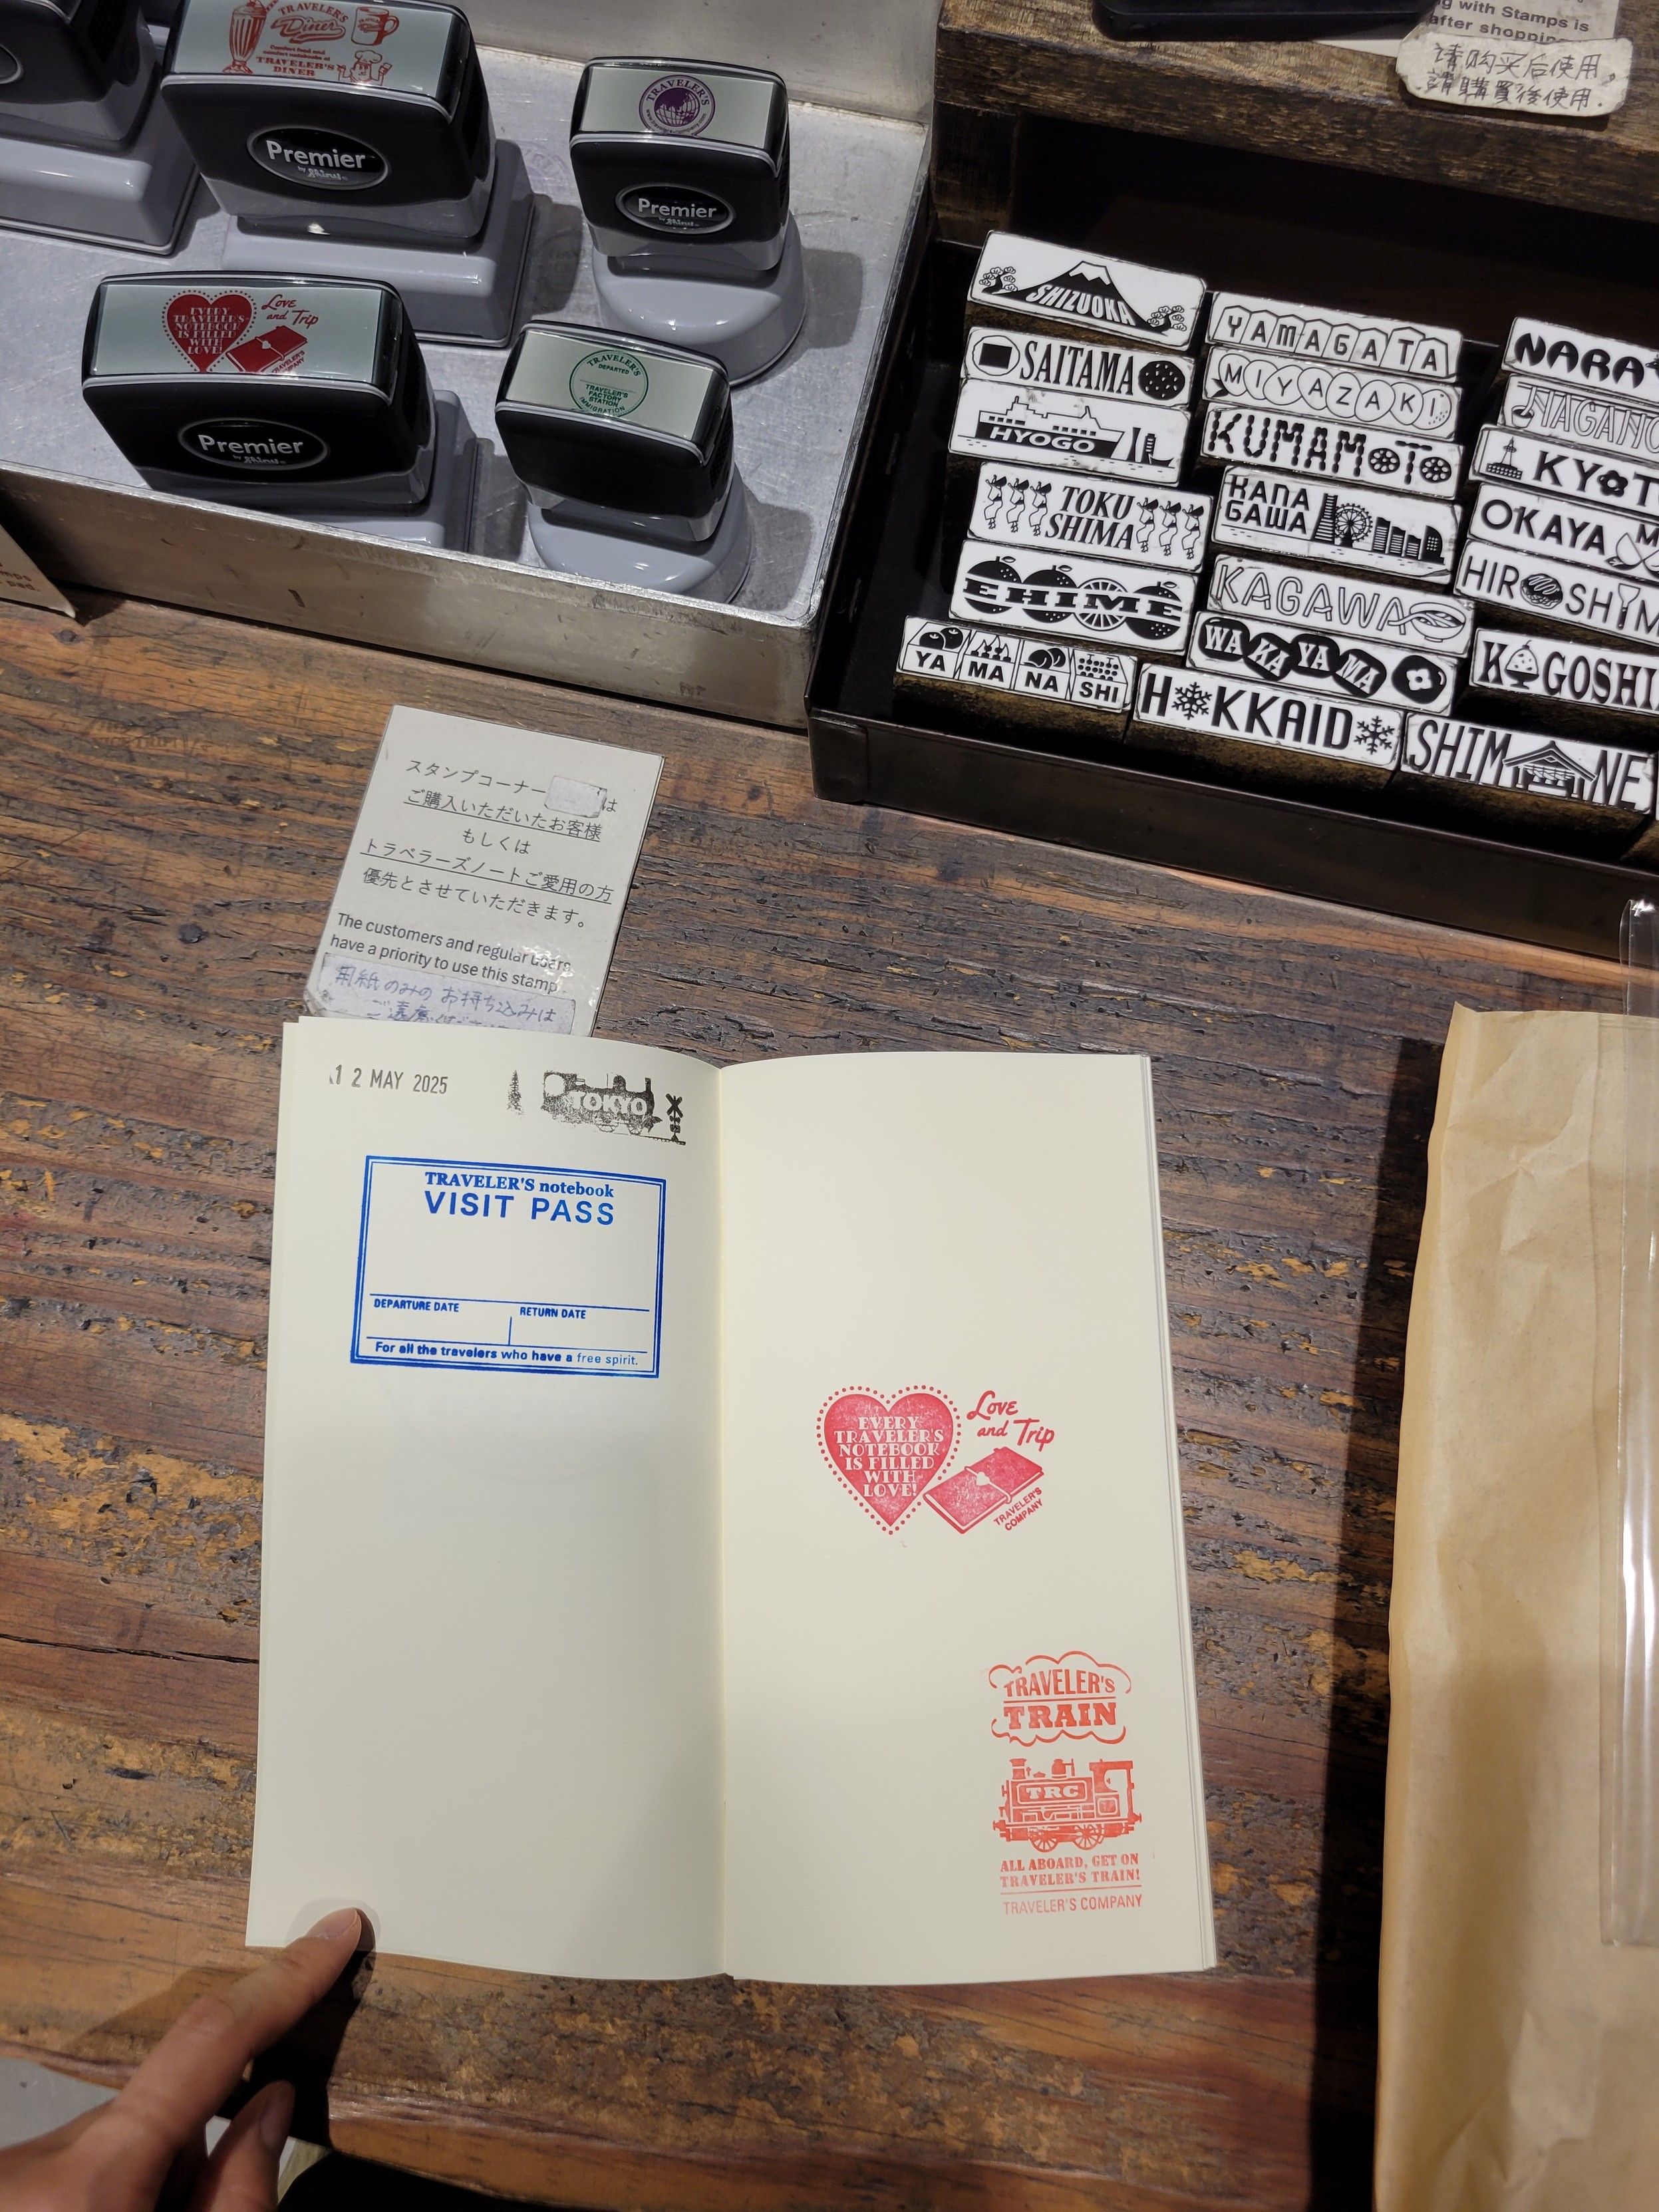 TRAVELER'S
Diner
TRAVELER'S
DINER
Premier
TRAVELER'S
Premier
EVERY
TRAVELER'S
NOTEBOOK
IS FILLED
WITH
LOVE!
Love
and Trip
Premier
TRAVELER'S
DEPARTED
TRAVELER'S
FACTORY
STATION
with Stamps is
after shopping
请购买后使用。
請購買後使用.
SHIZUOKA
SAITAMA
HYOGO
TOKU
SHIMA
EHIME
YA MA NA SHI
YAMAGATA
MIYAZAKI
KUMAMOTO
KANA
GAWA
KAGAWA
WAKAYAMA
HOKKAIDO
NARA
NAGANO
KYOT
OKAYA
HIROSHIM
KAGOSHI
SHIMANE
スタンプコーナー は
ご購入いただいたお客様
もしくは
トラベラーズノートご愛用の方
優先とさせていただきます。
The customers and regular users
have a priority to use this stamp
用紙のみの お持ち込みは
12 MAY 2025
TOKYO
TRAVELER'S notebook
VISIT PASS
DEPARTURE DATE RETURN DATE
For all the travelers who have a free spirit.
EVERY
TRAVELER'S
NOTEBOOK
IS FILLED
WITH
LOVE!
Love
and Trip
TRAVELER'S
COMPANY
TRAVELER'S
TRAIN
TRC
ALL ABOARD, GET ON
TRAVELER'S TRAIN!
TRAVELER'S COMPANY